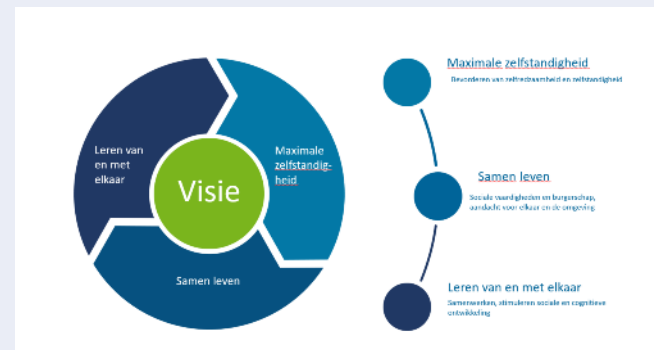 Leren van
en met
elkaar
Visie
Maximale
zelfstandig-
heid
Samen leven
Maximale zelfstandigheid
Bevorderen van zelfredzaamheid en zelfstandigheid
Samen leven
Sociale vaardigheden en burgerschap,
aandacht voor elkaar en de omgeving.
Leren van en met elkaar
Samenwerken, stimuleren sociale en cognitieve
ontwikkeling